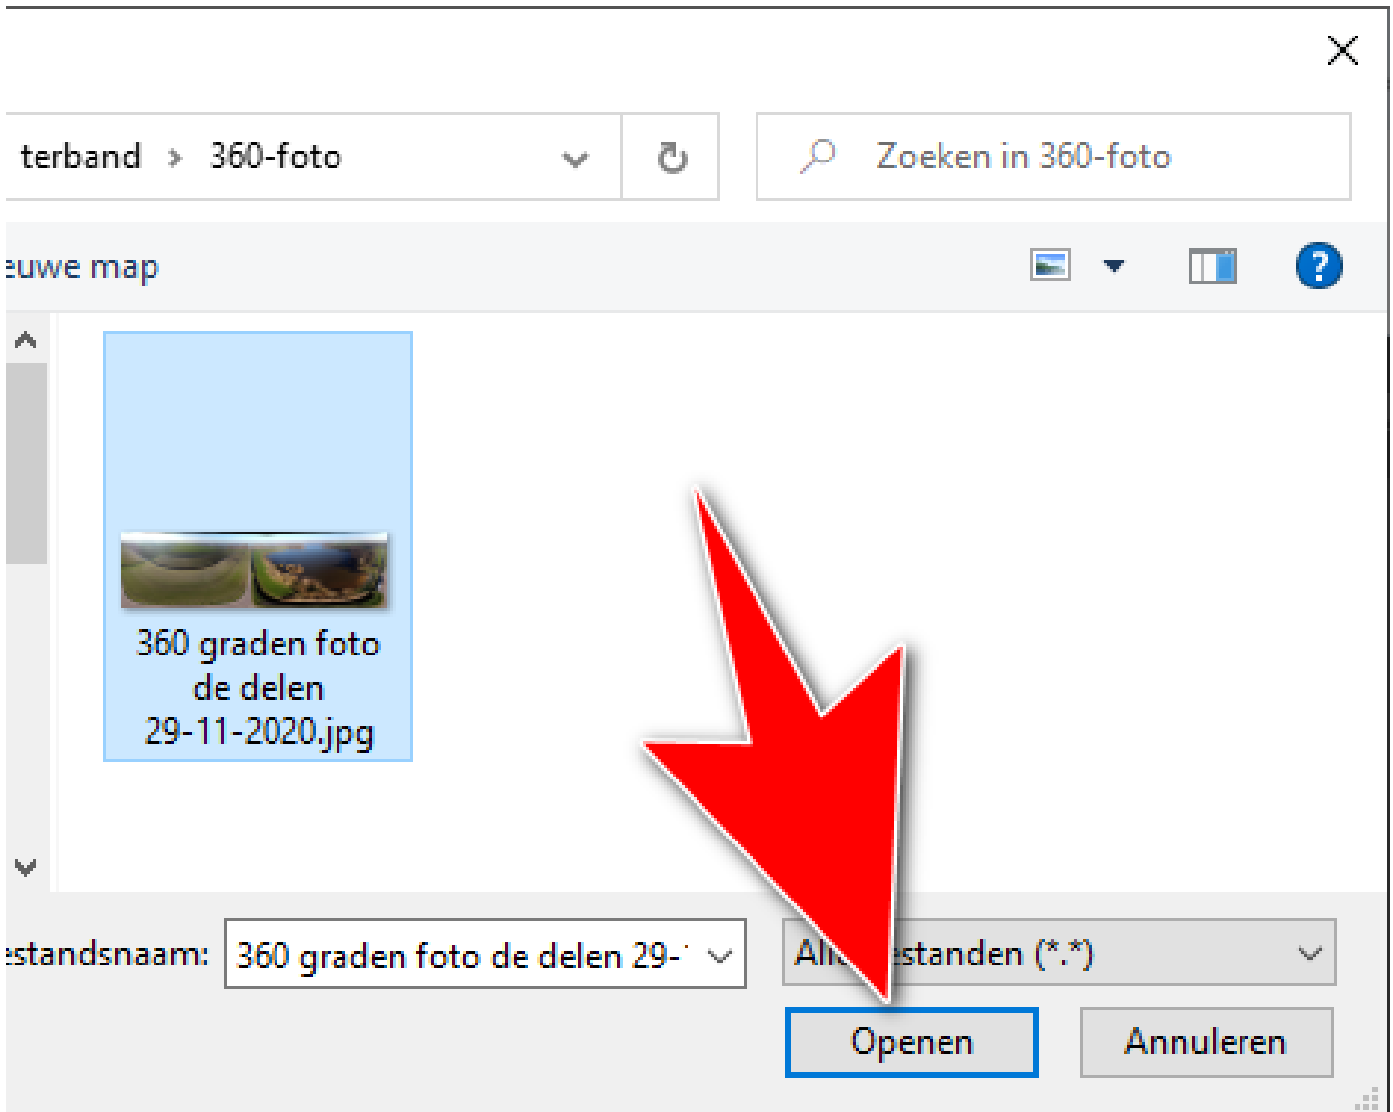 terband › 360-foto
Zoeken in 360-foto
euwe map
?
360 graden foto
de delen
29-11-2020.jpg
estandsnaam: 360 graden foto de delen 29-
estanden (*.*)
Openen
Annuleren